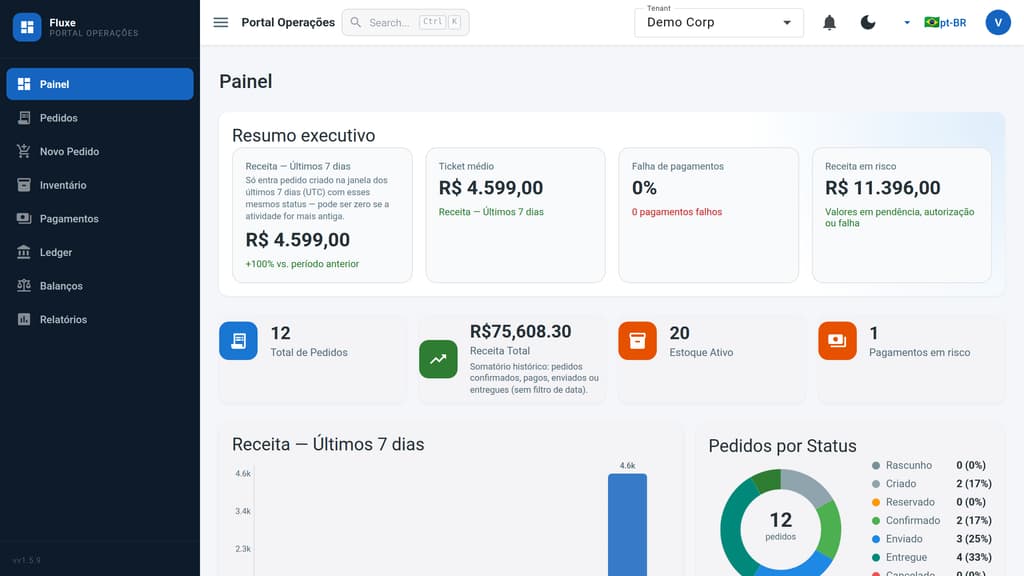 Fluxe
PORTAL OPERAÇÕES
Painel
Pedidos
Novo Pedido
Inventário
Pagamentos
Ledger
Balanços
Relatórios
vv1.5.9
Portal Operações
Search...
Ctrl K
Tenant
Demo Corp
pt-BR
V
Painel
Resumo executivo
Receita — Últimos 7 dias
Só entra pedido criado na janela dos
últimos 7 dias (UTC) com esses
mesmos status — pode ser zero se a
atividade for mais antiga.
R$ 4.599,00
+100% vs. período anterior
Ticket médio
R$ 4.599,00
Receita — Últimos 7 dias
Falha de pagamentos
0%
0 pagamentos falhos
Receita em risco
R$ 11.396,00
Valores em pendência, autorização
ou falha
12
Total de Pedidos
R$75,608.30
Receita Total
Somatório histórico: pedidos
confirmados, pagos, enviados ou
entregues (sem filtro de data).
20
Estoque Ativo
1
Pagamentos em risco
Receita — Últimos 7 dias
4.6k
3.4k
2.3k
4.6k
Pedidos por Status
12
pedidos
Rascunho 0 (0%)
Criado 2 (17%)
Reservado 0 (0%)
Confirmado 2 (17%)
Enviado 3 (25%)
Entregue 4 (33%)
Cancelado 0 (0%)